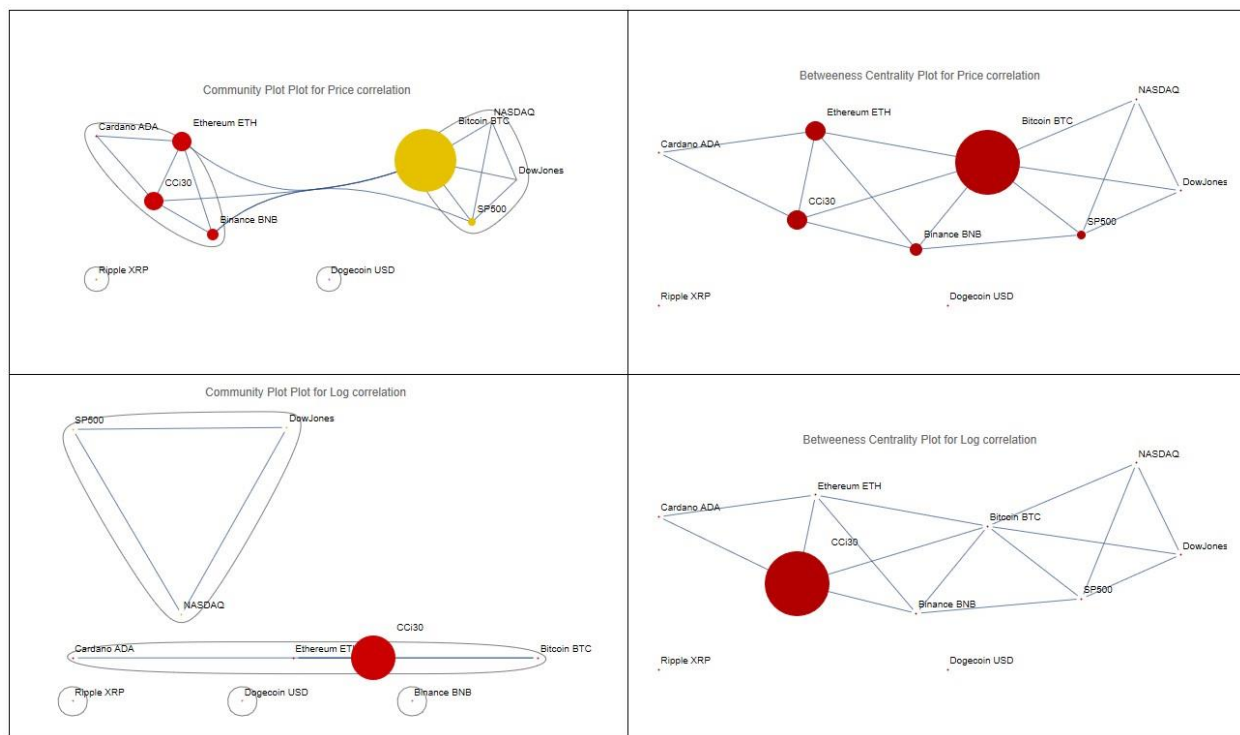 Community Plot Plot for Price correlation
NASDAQ
Ethereum ETH
Bitcoin BTC
Cardano ADA
DowJones
CCi30
SP500
Binance BNB
Ripple XRP
Dogecoin USD
Betweeness Centrality Plot for Price correlation
NASDAQ
Ethereum ETH
Bitcoin BTC
Cardano ADA
DowJones
CCi30
SP500
Binance BNB
Ripple XRP
Dogecoin USD
Community Plot Plot for Log correlation
SP500
DowJones
NASDAQ
CCi30
Cardano ADA
Ethereum ETH
Bitcoin BTC
Ripple XRP
Dogecoin USD
Binance BNB
Betweeness Centrality Plot for Log correlation
NASDAQ
Ethereum ETH
Cardano ADA
Bitcoin BTC
CCi30
DowJones
SP500
Binance BNB
Ripple XRP
Dogecoin USD